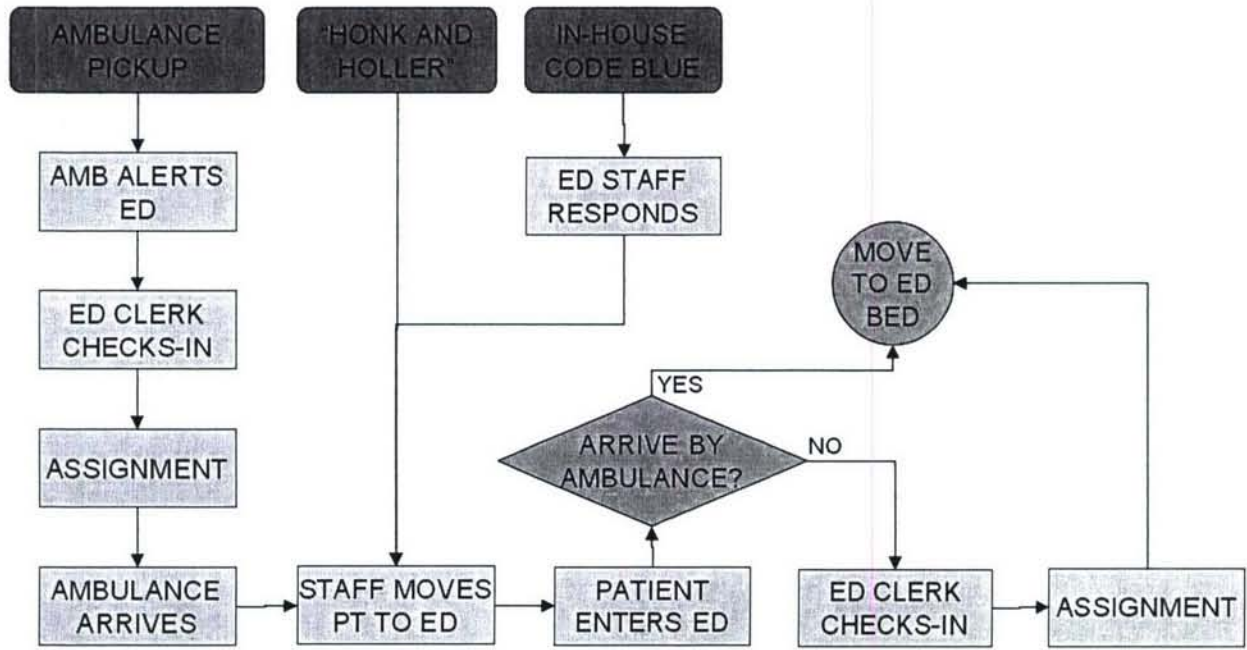 AMBULANCE
PICKUP
"HONK AND
HOLLER"
IN-HOUSE
CODE BLUE
AMB ALERTS
ED
ED STAFF
RESPONDS
MOVE
TO ED
BED
ED CLERK
CHECKS-IN
YES
ARRIVE BY
AMBULANCE?
NO
ASSIGNMENT
AMBULANCE
ARRIVES
STAFF MOVES
PT TO ED
PATIENT
ENTERS ED
ED CLERK
CHECKS-IN
ASSIGNMENT